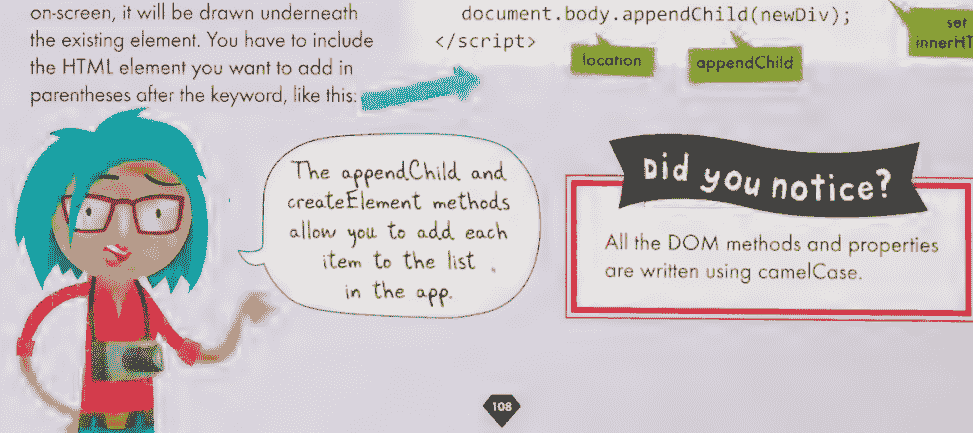 on-screen, it will be drawn underneath
the existing element. You have to include
the HTML element you want to add in
parentheses after the keyword, like this:
document.body.appendChild(newDiv);
</script>
location
appendChild
set
The appendChild and
createElement methods
allow you to add each
item to the list
in the app.
Did you notice?
All the DOM methods and properties
are written using camelCase.
108